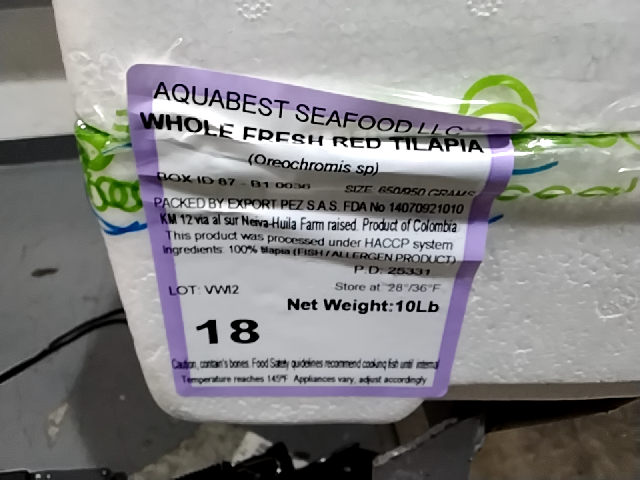 AQUABEST SEAFOOD LLC
WHOLE FRESH RED TILAPIA
(Oreochromis sp)
BOX ID 87 - B1 0036 SIZE 650/950 GRAMS
PACKED BY EXPORT PEZ S.A.S. FDA No 14070921010
KM 12 via al sur Neiva-Huila Farm raised. Product of Colombia
This product was processed under HACCP system
Ingredients: 100% tilapia (FISH / ALLERGEN PRODUCT)
P.D: 25331
LOT: VWI2 Store at 28°/36°F
Net Weight:10Lb
18
Caution, contain's bones. Food Safety guidelines recommend cooking fish until internal
Temperature reaches 145°F Appliances vary, adjust accordingly